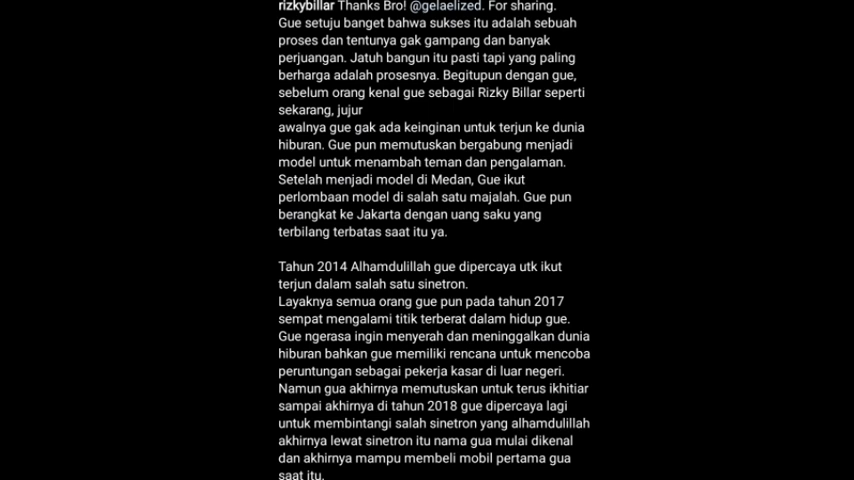 rizkybillar Thanks Bro! @gelaelized. For sharing.
Gue setuju banget bahwa sukses itu adalah sebuah
proses dan tentunya gak gampang dan banyak
perjuangan. Jatuh bangun itu pasti tapi yang paling
berharga adalah prosesnya. Begitupun dengan gue,
sebelum orang kenal gue sebagai Rizky Billar seperti
sekarang, jujur
awalnya gue gak ada keinginan untuk terjun ke dunia
hiburan. Gue pun memutuskan bergabung menjadi
model untuk menambah teman dan pengalaman.
Setelah menjadi model di Medan, Gue ikut
perlombaan model di salah satu majalah. Gue pun
berangkat ke Jakarta dengan uang saku yang
terbilang terbatas saat itu ya.

Tahun 2014 Alhamdulillah gue dipercaya utk ikut
terjun dalam salah satu sinetron.
Layaknya semua orang gue pun pada tahun 2017
sempat mengalami titik terberat dalam hidup gue.
Gue ngerasa ingin menyerah dan meninggalkan dunia
hiburan bahkan gue memiliki rencana untuk mencoba
peruntungan sebagai pekerja kasar di luar negeri.
Namun gua akhirnya memutuskan untuk terus ikhitiar
sampai akhirnya di tahun 2018 gue dipercaya lagi
untuk membintangi salah sinetron yang alhamdulillah
akhirnya lewat sinetron itu nama gua mulai dikenal
dan akhirnya mampu membeli mobil pertama gua
saat itu.